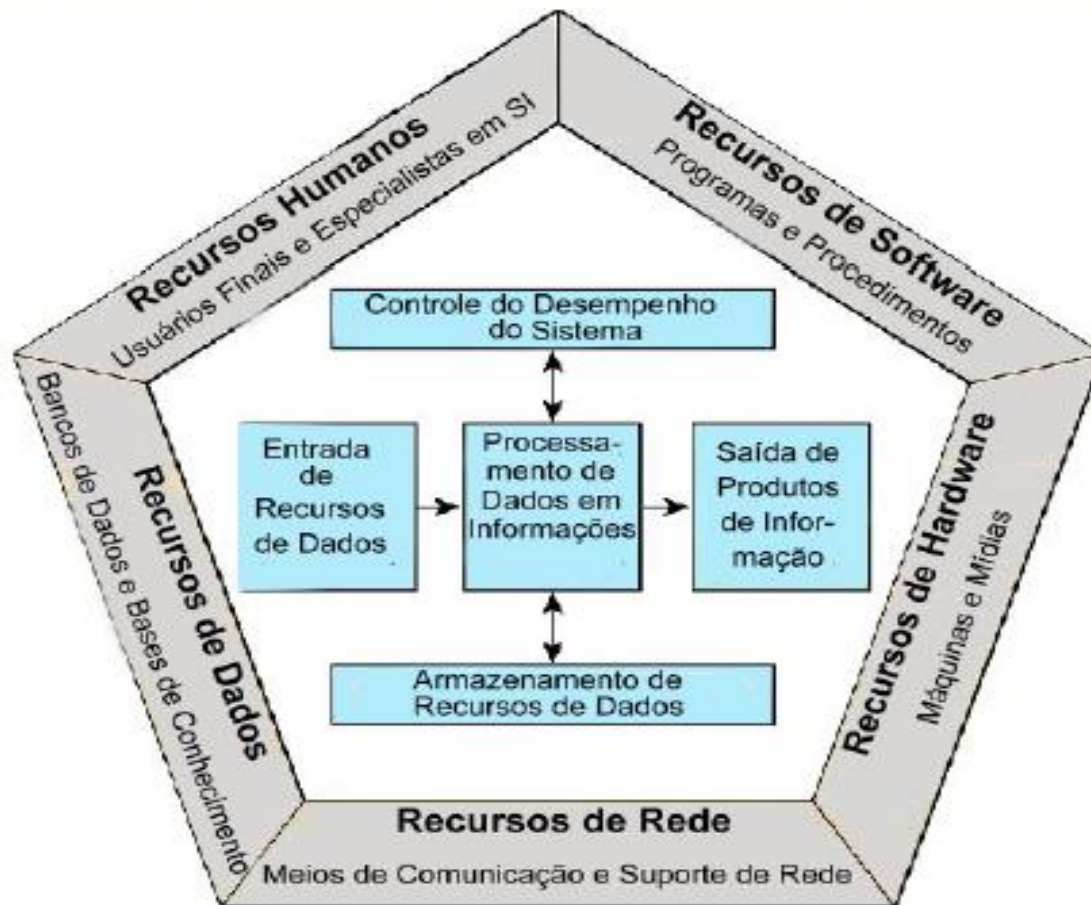 Recursos Humanos
Usuários Finais e Especialistas em SI
Recursos de Software
Programas e Procedimentos
Controle do Desempenho
do Sistema
Entrada
de
Recursos
de Dados
Processa-
mento de
Dados em
Informações
Saída de
Produtos
de Infor-
mação
Armazenamento de
Recursos de Dados
Recursos de Dados
Bancos de Dados e Bases de Conhecimento
Recursos de Hardware
Máquinas e Mídias
Recursos de Rede
Meios de Comunicação e Suporte de Rede